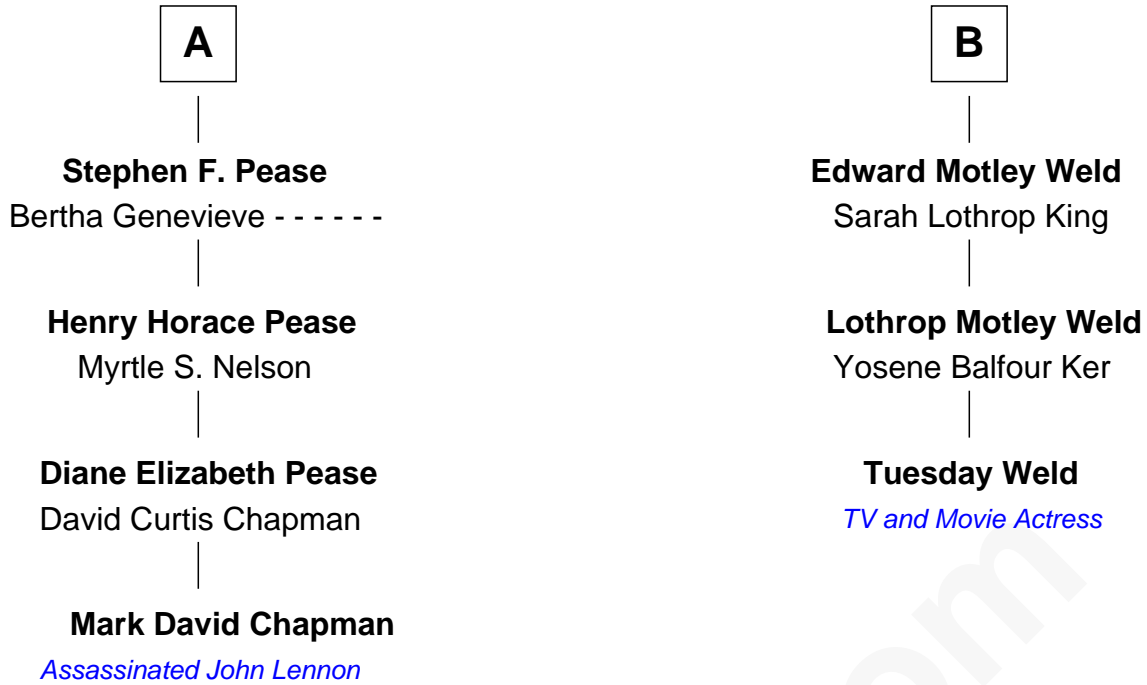 A
Stephen F. Pease
Bertha Genevieve - - - - - -
Henry Horace Pease
Myrtle S. Nelson
Diane Elizabeth Pease
David Curtis Chapman
Mark David Chapman
Assassinated John Lennon
B
Edward Motley Weld
Sarah Lothrop King
Lothrop Motley Weld
Yosene Balfour Ker
Tuesday Weld
TV and Movie Actress
om